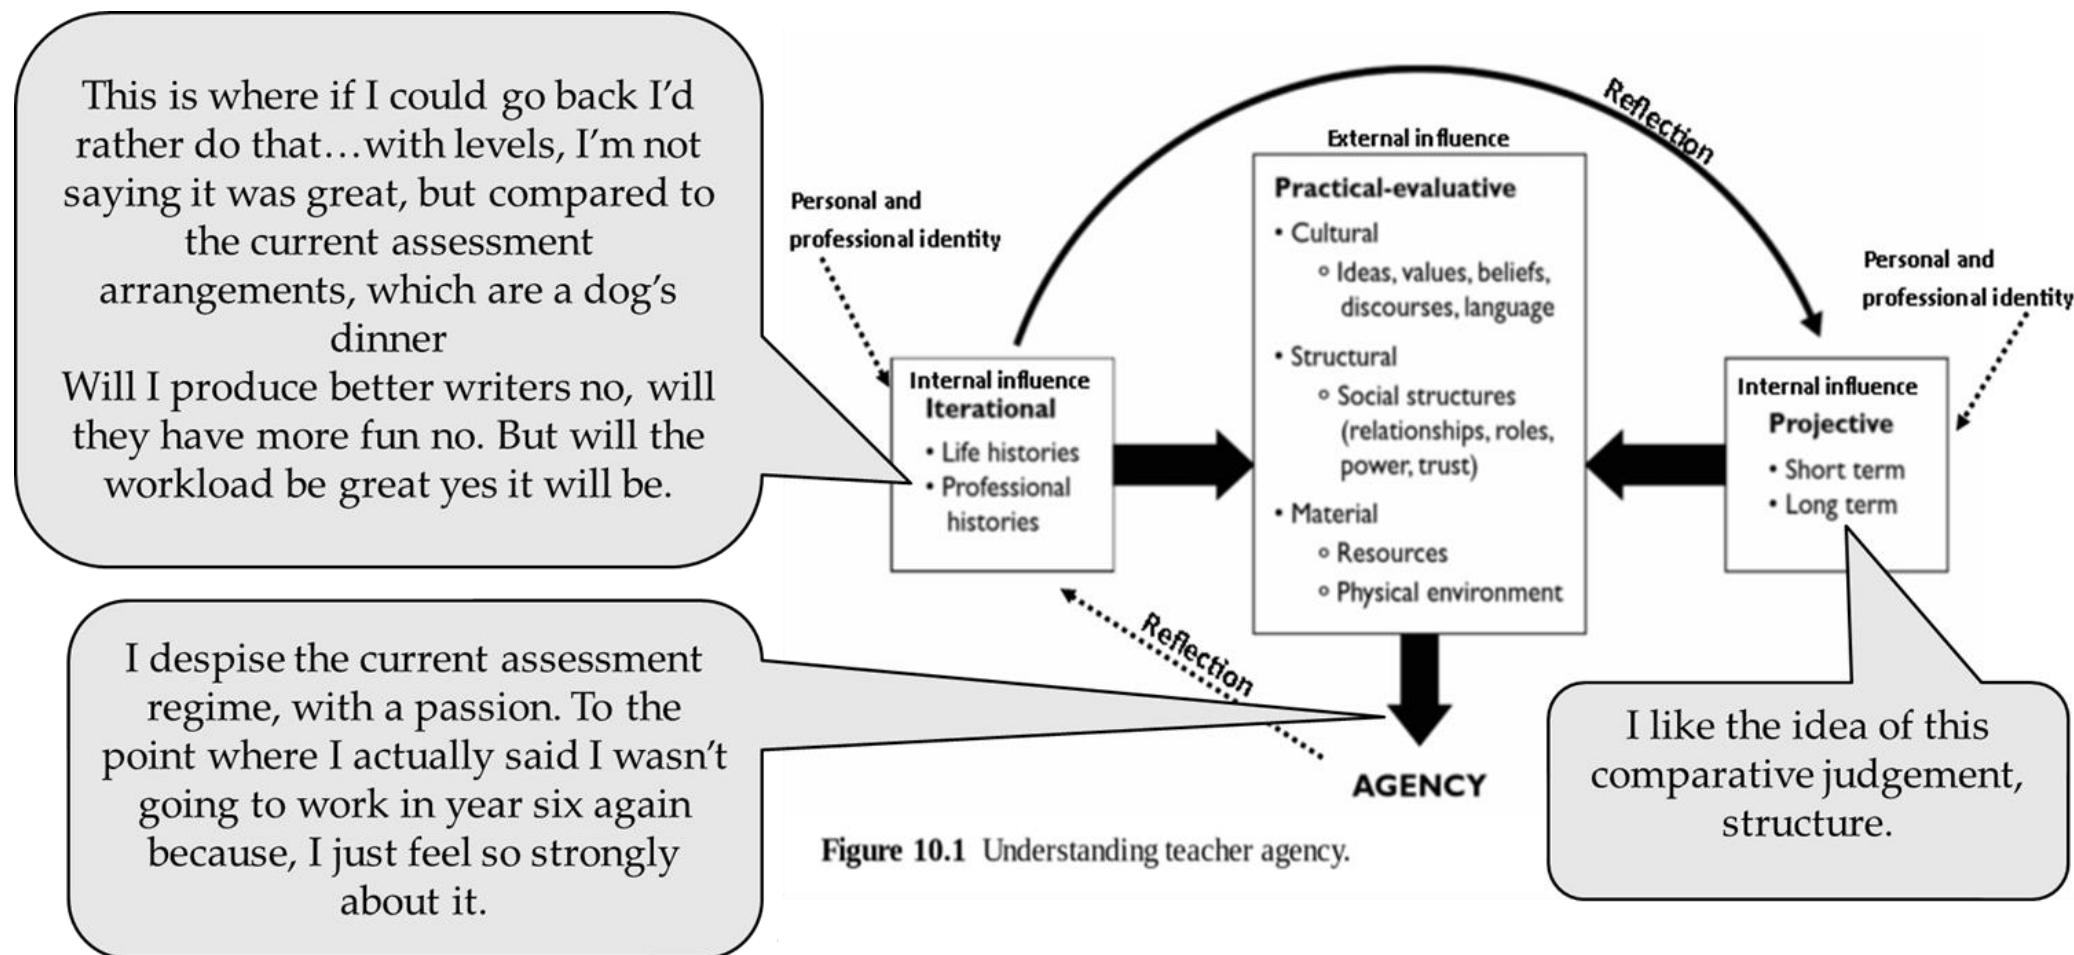 This is where if I could go back I’d
rather do that…with levels, I’m not
saying it was great, but compared to
the current assessment
arrangements, which are a dog’s
dinner
Will I produce better writers no, will
they have more fun no. But will the
workload be great yes it will be.
I despise the current assessment
regime, with a passion. To the
point where I actually said I wasn’t
going to work in year six again
because, I just feel so strongly
about it.
Personal and
professional identity
Internal influence
Iterational
• Life histories
• Professional
histories
External influence
Practical-evaluative
• Cultural
∘ Ideas, values, beliefs,
discourses, language
• Structural
∘ Social structures
(relationships, roles,
power, trust)
• Material
∘ Resources
∘ Physical environment
Reflection
Personal and
professional identity
Internal influence
Projective
• Short term
• Long term
Reflection
AGENCY
I like the idea of this
comparative judgement,
structure.
Figure 10.1 Understanding teacher agency.